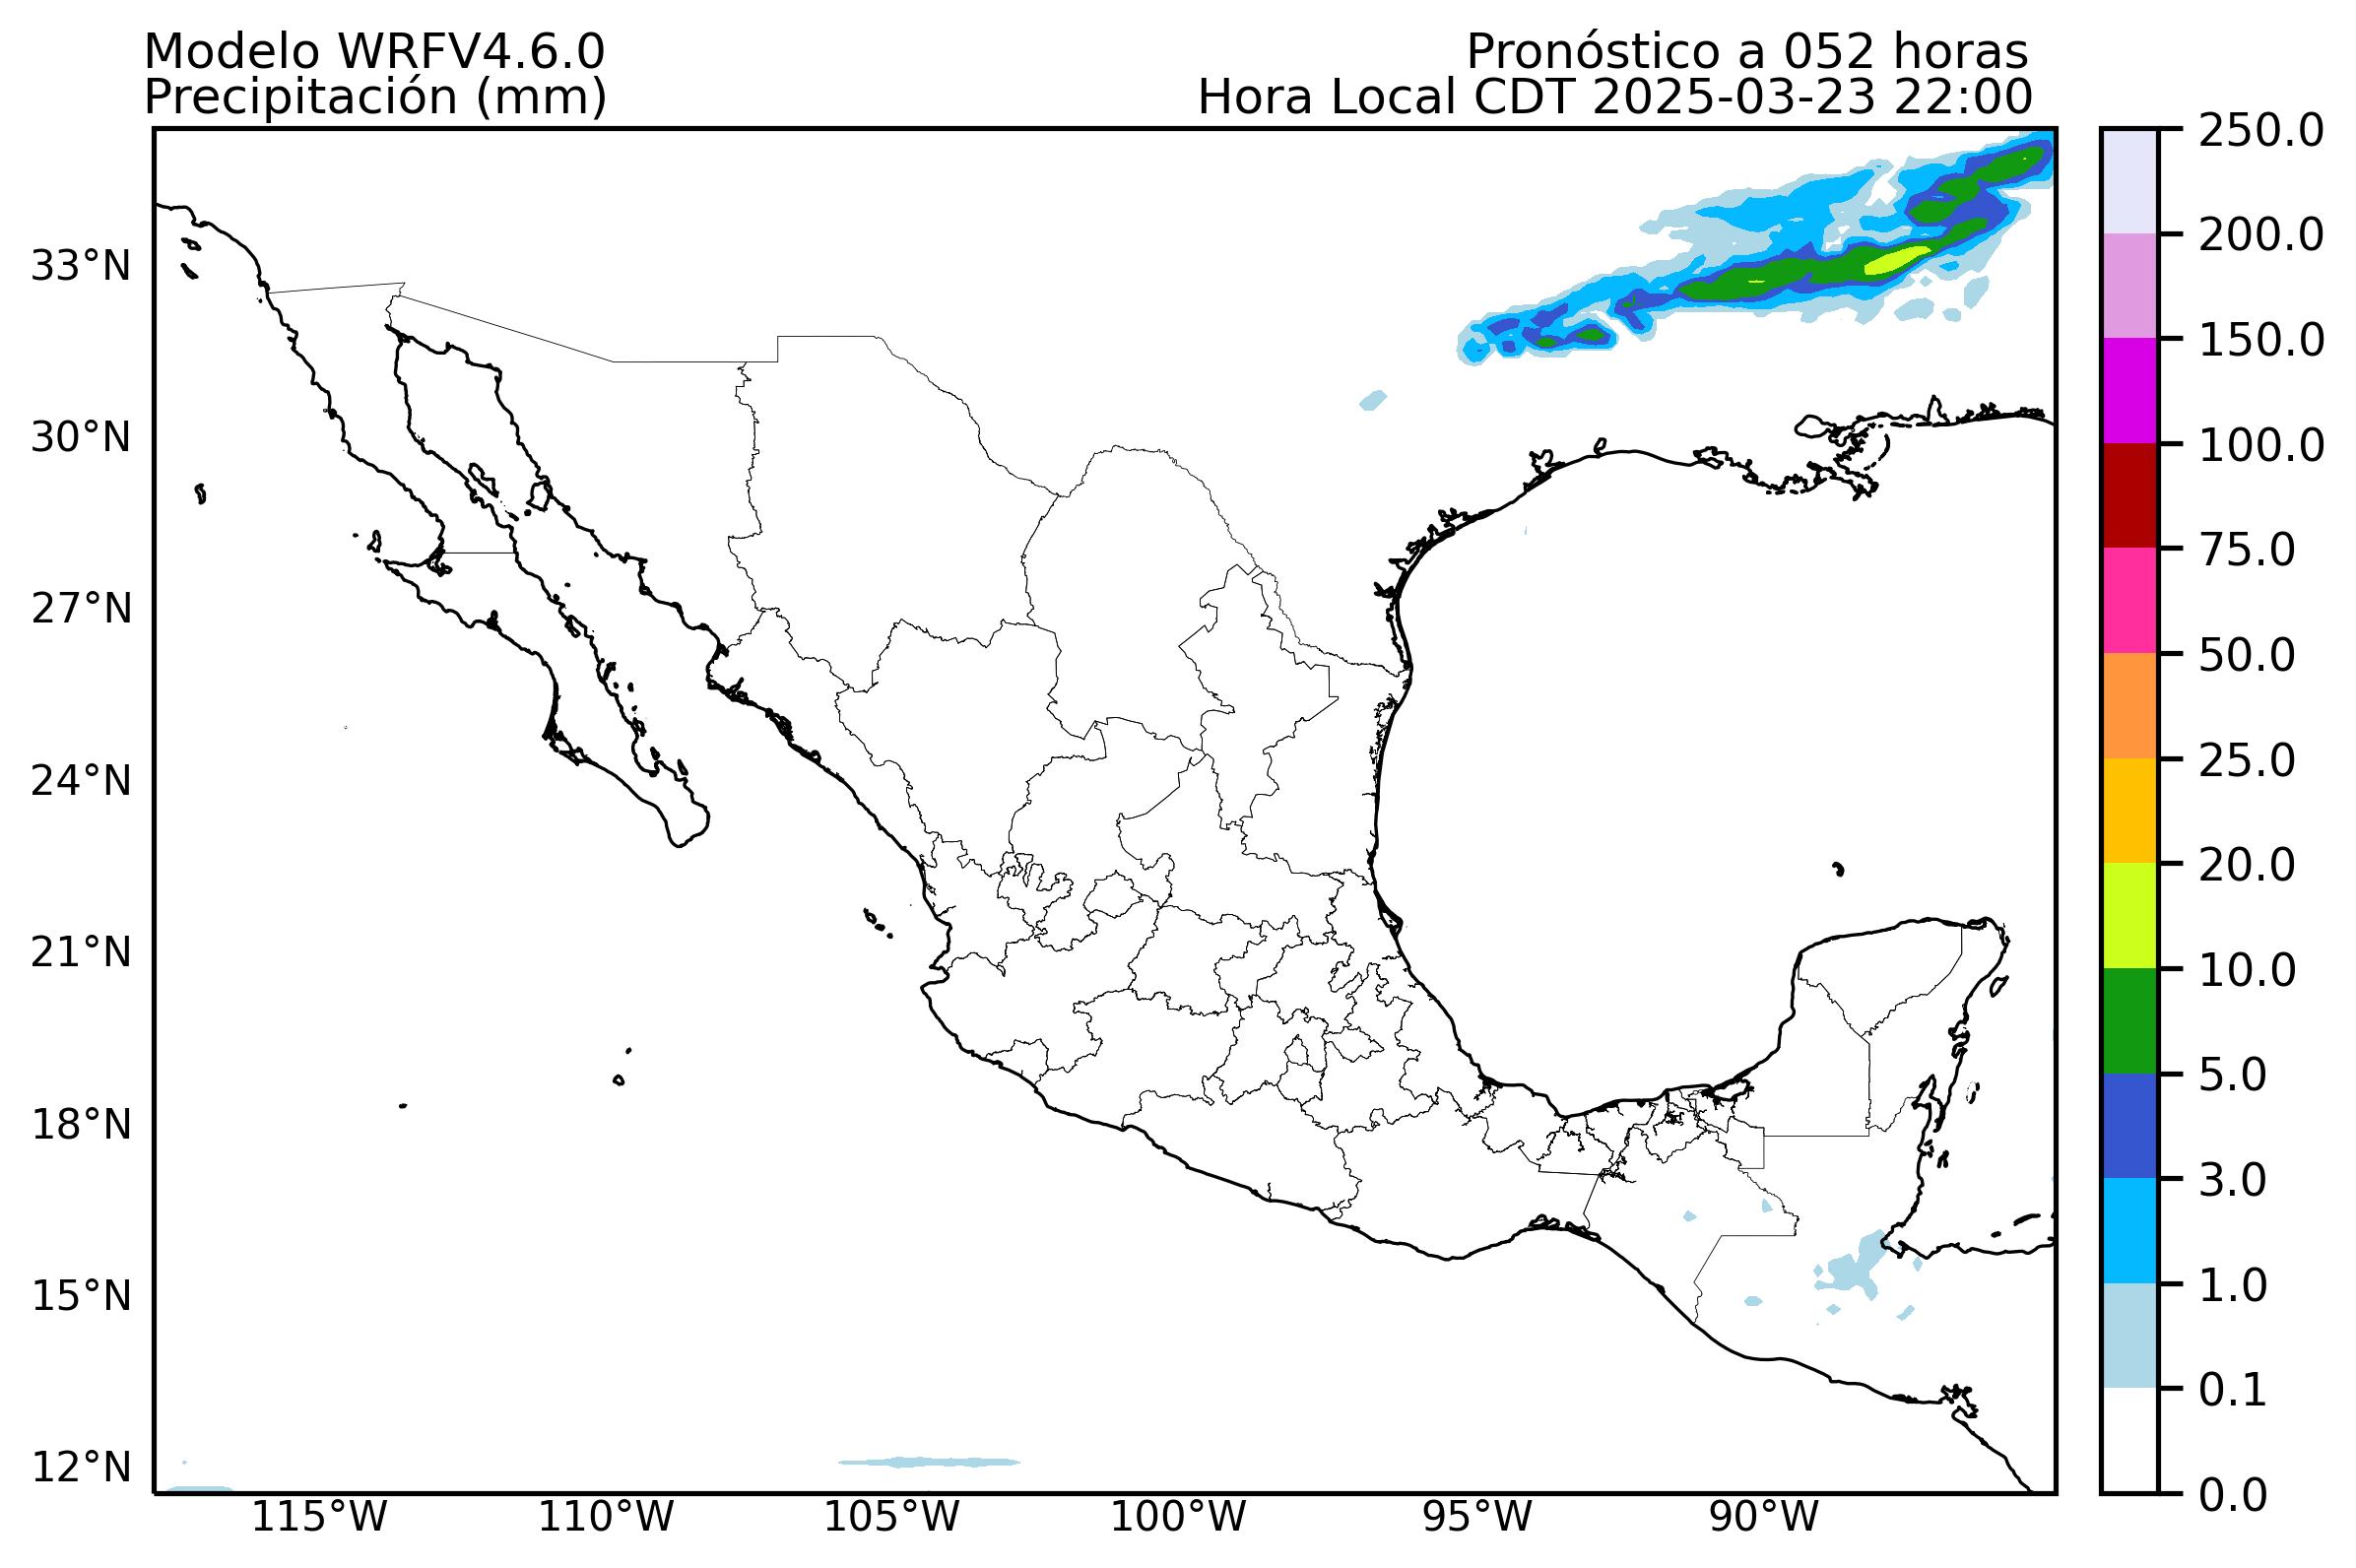 Modelo WRFV4.6.0
Pronóstico a 052 horas
Precipitación (mm)
Hora Local CDT 2025-03-23 22:00
33°N
30°N
27°N
24°N
21°N
18°N
15°N
12°N
115°W
110°W
105°W
100°W
95°W
90°W
250.0
200.0
150.0
100.0
75.0
50.0
25.0
20.0
10.0
5.0
3.0
1.0
0.1
0.0